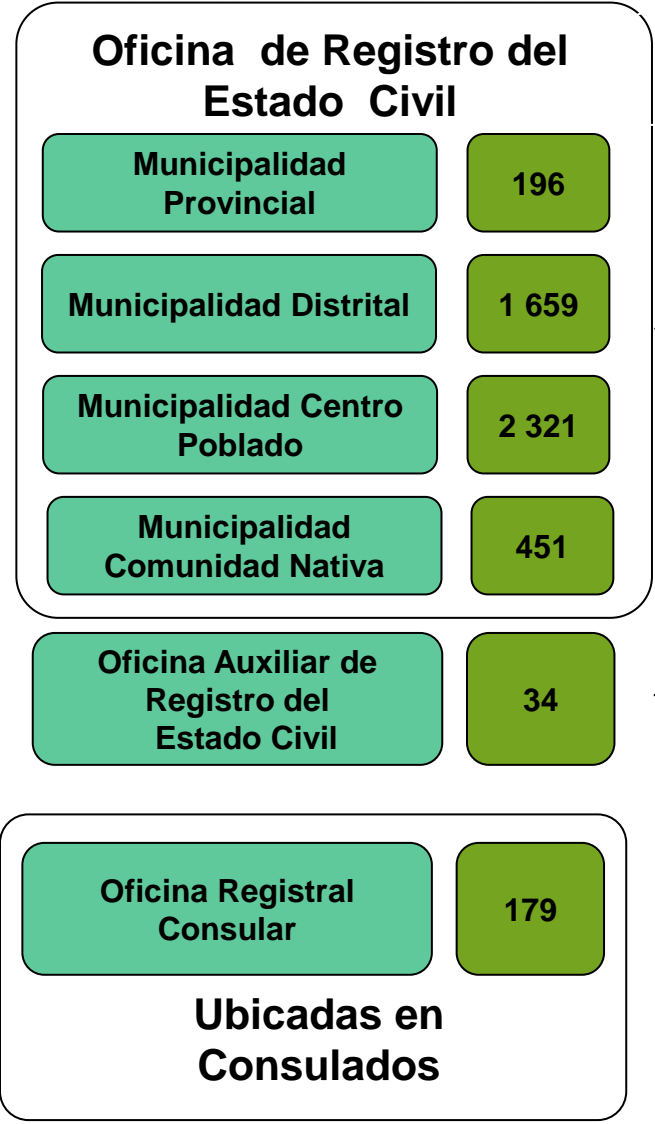 Oficina de Registro del
Estado Civil
Municipalidad
Provincial
196
Municipalidad Distrital
1 659
Municipalidad Centro
Poblado
2 321
Municipalidad
Comunidad Nativa
451
Oficina Auxiliar de
Registro del
Estado Civil
34
Oficina Registral
Consular
179
Ubicadas en
Consulados